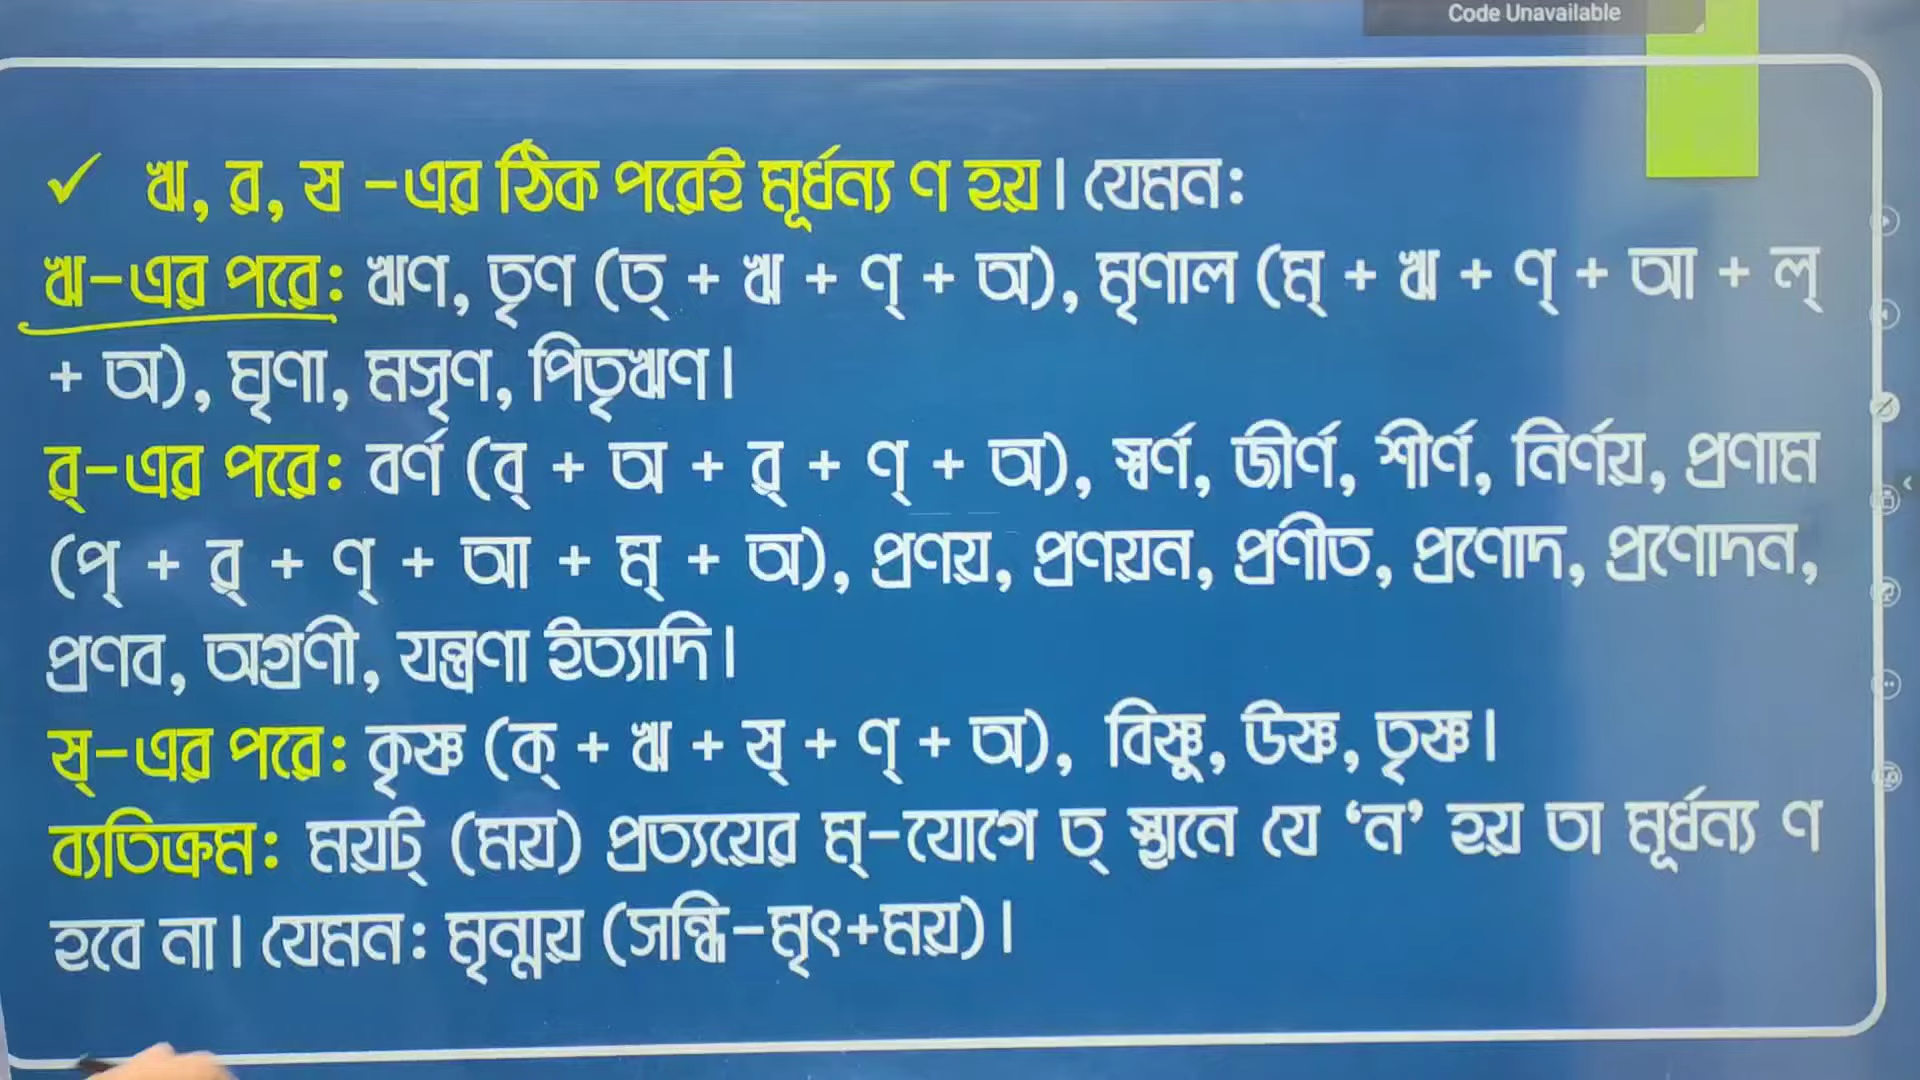 Code Unavailable
✓ ঋ, র, ষ –এর ঠিক পরেই মূর্ধন্য ণ হয়। যেমন:
ঋ-এর পরে: ঋণ, তৃণ (ত্ + ঋ + ণ্ + অ), মৃণাল (ম্ + ঋ + ণ্ + আ + ল্
+ অ), ঘৃণা, মসৃণ, পিতৃঋণ।
র্-এর পরে: বর্ণ (ব্ + অ + র্ + ণ্ + অ), স্বর্ণ, জীর্ণ, শীর্ণ, নির্ণয়, প্রণাম
(প্ + র্ + ণ্ + আ + ম্ + অ), প্রণয়, প্রণয়ন, প্রণীত, প্রণোদ, প্রণোদন,
প্রণব, অগ্রণী, যন্ত্রণা ইত্যাদি।
ষ্-এর পরে: কৃষ্ণ (ক্ + ঋ + ষ্ + ণ্ + অ), বিষ্ণু, উষ্ণ, তৃষ্ণ।
ব্যতিক্রম: ময়ট্ (ময়) প্রত্যয়ের ম্-যোগে ত্ স্থানে যে ‘ন’ হয় তা মূর্ধন্য ণ
হবে না। যেমন: মৃন্ময় (সন্ধি-মৃৎ+ময়)।